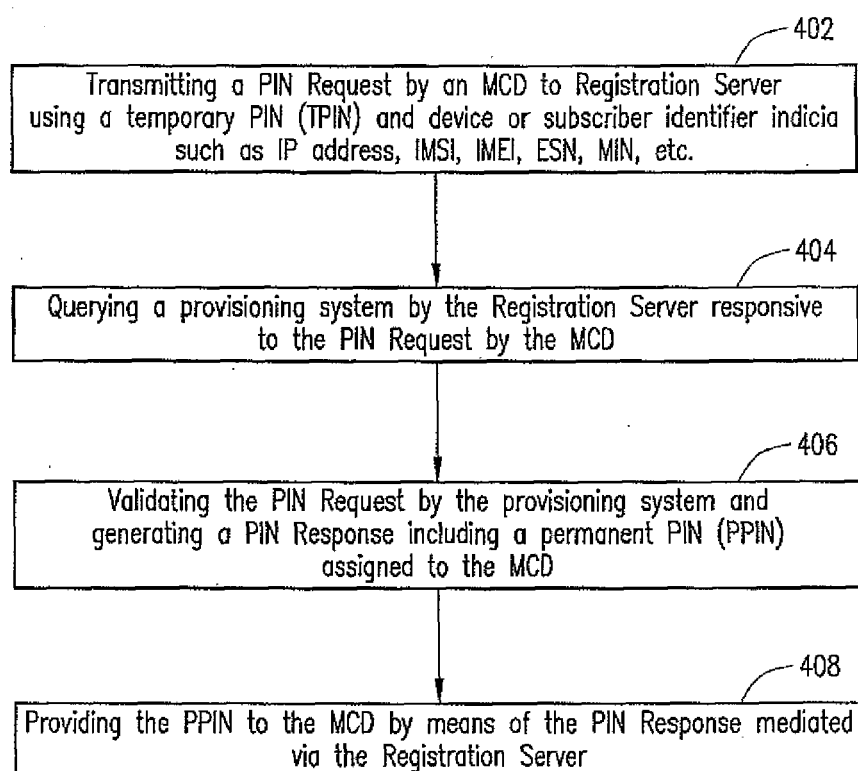 402
Transmitting a PIN Request by an MCD to Registration Server
using a temporary PIN (TPIN) and device or subscriber identifier indicia
such as IP address, IMSI, IMEI, ESN, MIN, etc.
404
Querying a provisioning system by the Registration Server responsive
to the PIN Request by the MCD
406
Validating the PIN Request by the provisioning system and
generating a PIN Response including a permanent PIN (PPIN)
assigned to the MCD
408
Providing the PPIN to the MCD by means of the PIN Response mediated
via the Registration Server